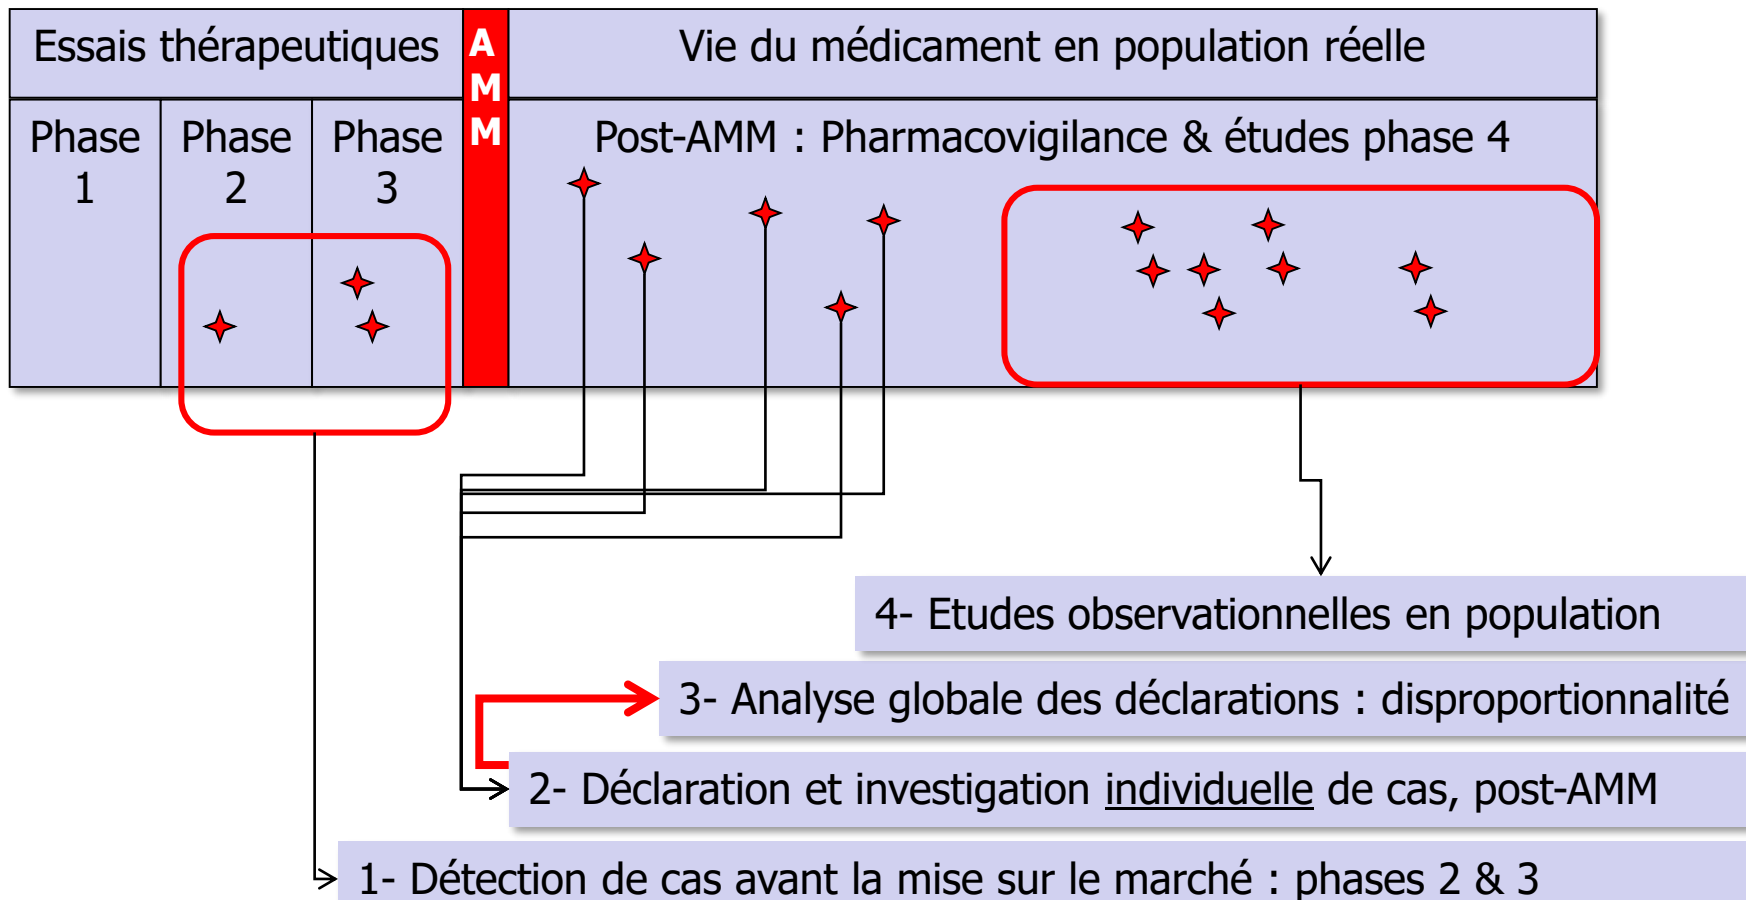 Essais thérapeutiques
AMM
Vie du médicament en population réelle
Phase 1
Phase 2
Phase 3
Post-AMM : Pharmacovigilance & études phase 4
4- Etudes observationnelles en population
3- Analyse globale des déclarations : disproportionnalité
2- Déclaration et investigation individuelle de cas, post-AMM
1- Détection de cas avant la mise sur le marché : phases 2 & 3